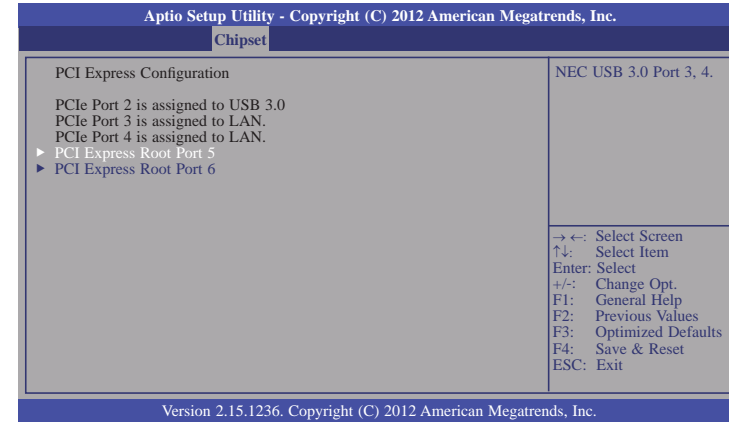 Aptio Setup Utility - Copyright (C) 2012 American Megatrends, Inc.
Chipset
PCI Express Configuration
PCIe Port 2 is assigned to USB 3.0
PCIe Port 3 is assigned to LAN.
PCIe Port 4 is assigned to LAN.
► PCI Express Root Port 5
► PCI Express Root Port 6
NEC USB 3.0 Port 3, 4.
→ ←: Select Screen
↑↓: Select Item
Enter: Select
+/-: Change Opt.
F1: General Help
F2: Previous Values
F3: Optimized Defaults
F4: Save & Reset
ESC: Exit
Version 2.15.1236. Copyright (C) 2012 American Megatrends, Inc.